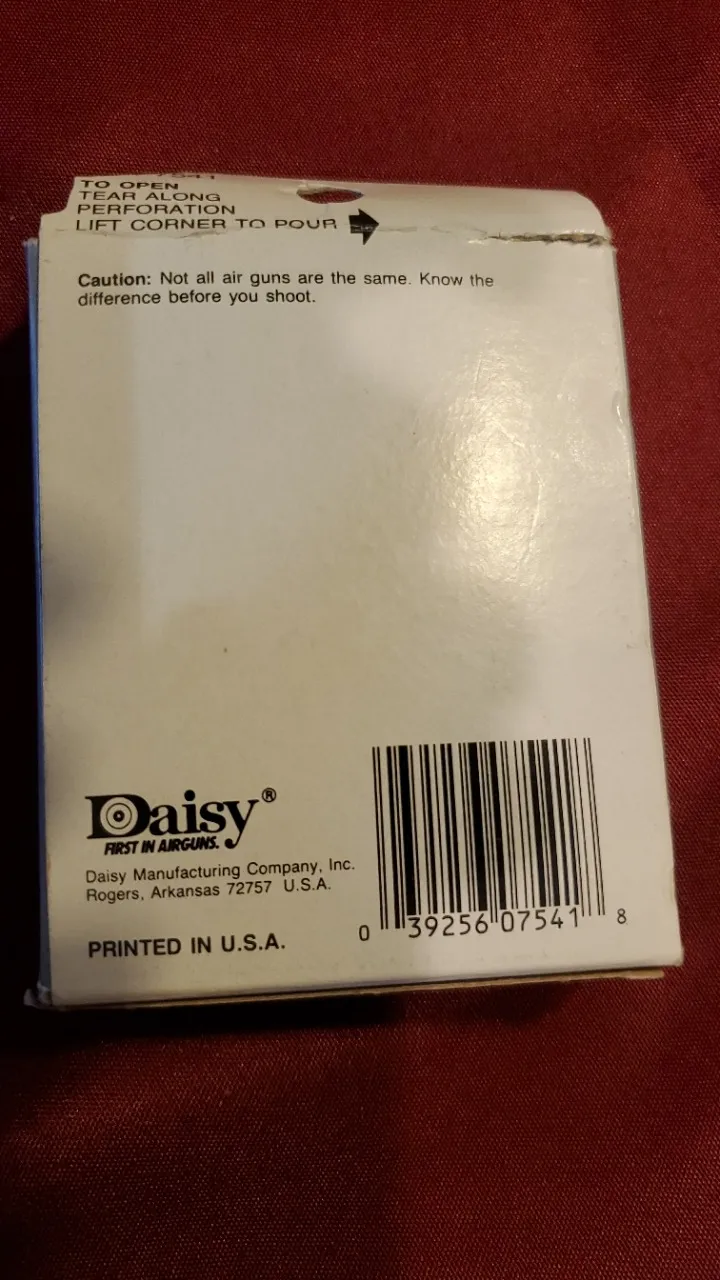 TO OPEN
TEAR ALONG
PERFORATION
LIFT CORNER TO POUR
Caution: Not all air guns are the same. Know the
difference before you shoot.
Daisy®
FIRST IN AIRGUNS.
Daisy Manufacturing Company, Inc.
Rogers, Arkansas 72757 U.S.A.
PRINTED IN U.S.A.
0 39256 07541 8